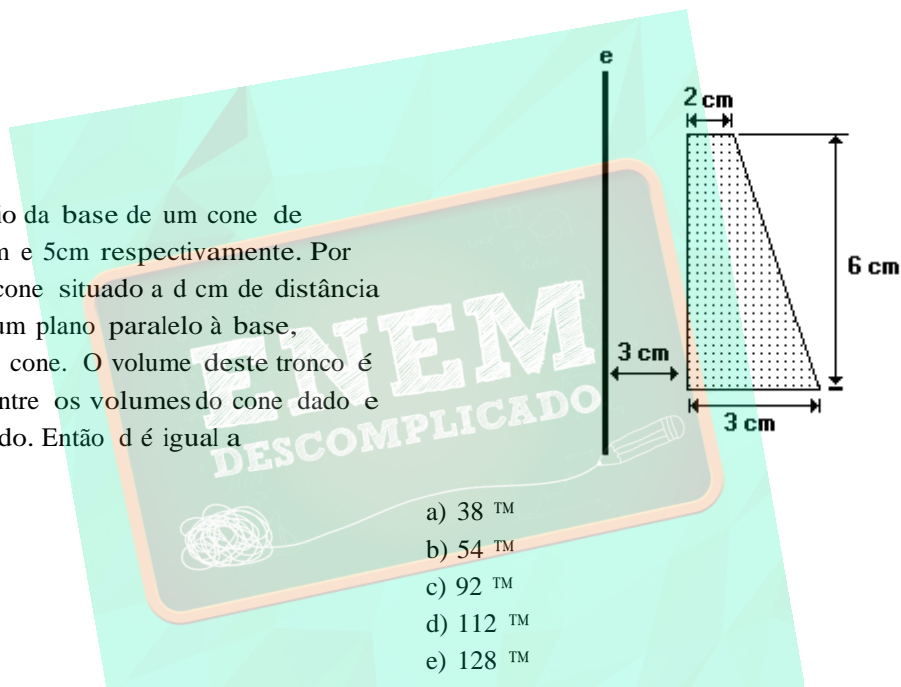 io da base de um cone de
n e 5cm respectivamente. Por
cone situado a d cm de distância
um plano paralelo à base,
cone. O volume deste tronco é
ntre os volumes do cone dado e
do. Então d é igual a
e
2 cm
6 cm
3 cm
3 cm
ENEM
DESCOMPLICADO
a) 38 ™
b) 54 ™
c) 92 ™
d) 112 ™
e) 128 ™